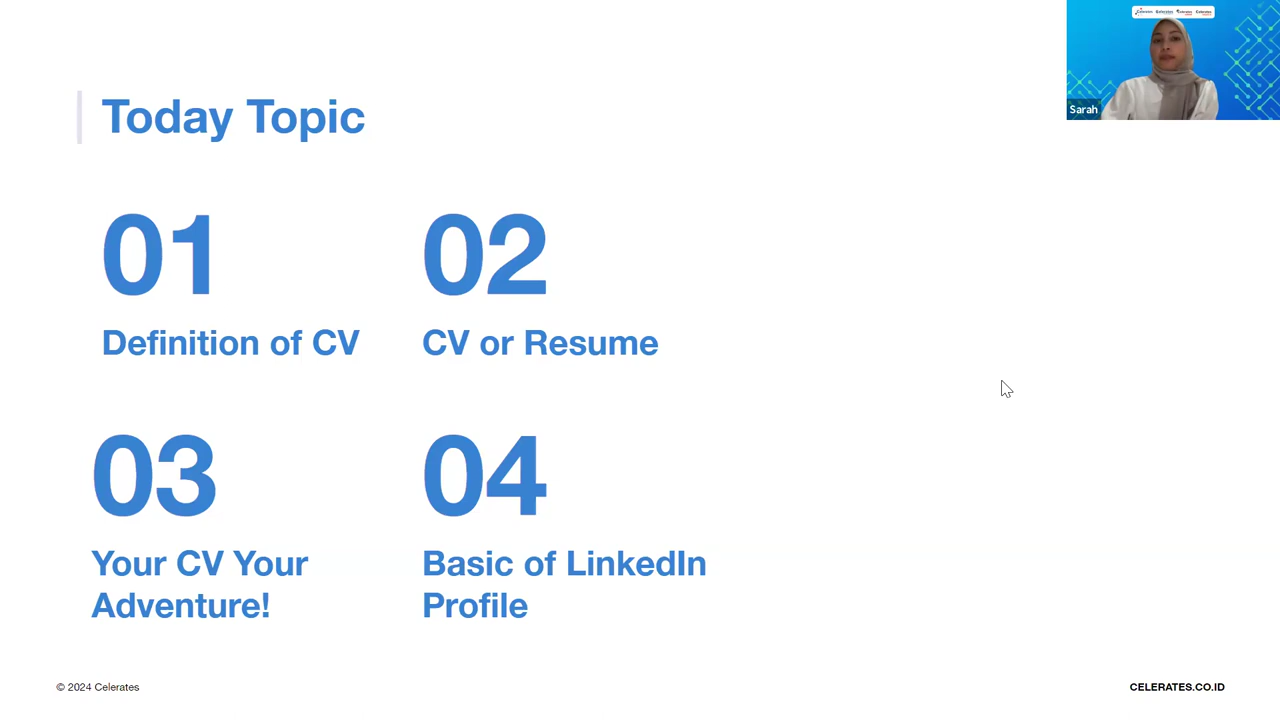 Today Topic
01
Definition of CV
02
CV or Resume
03
Your CV Your
Adventure!
04
Basic of LinkedIn
Profile
Sarah
© 2024 Celerates
CELERATES.CO.ID